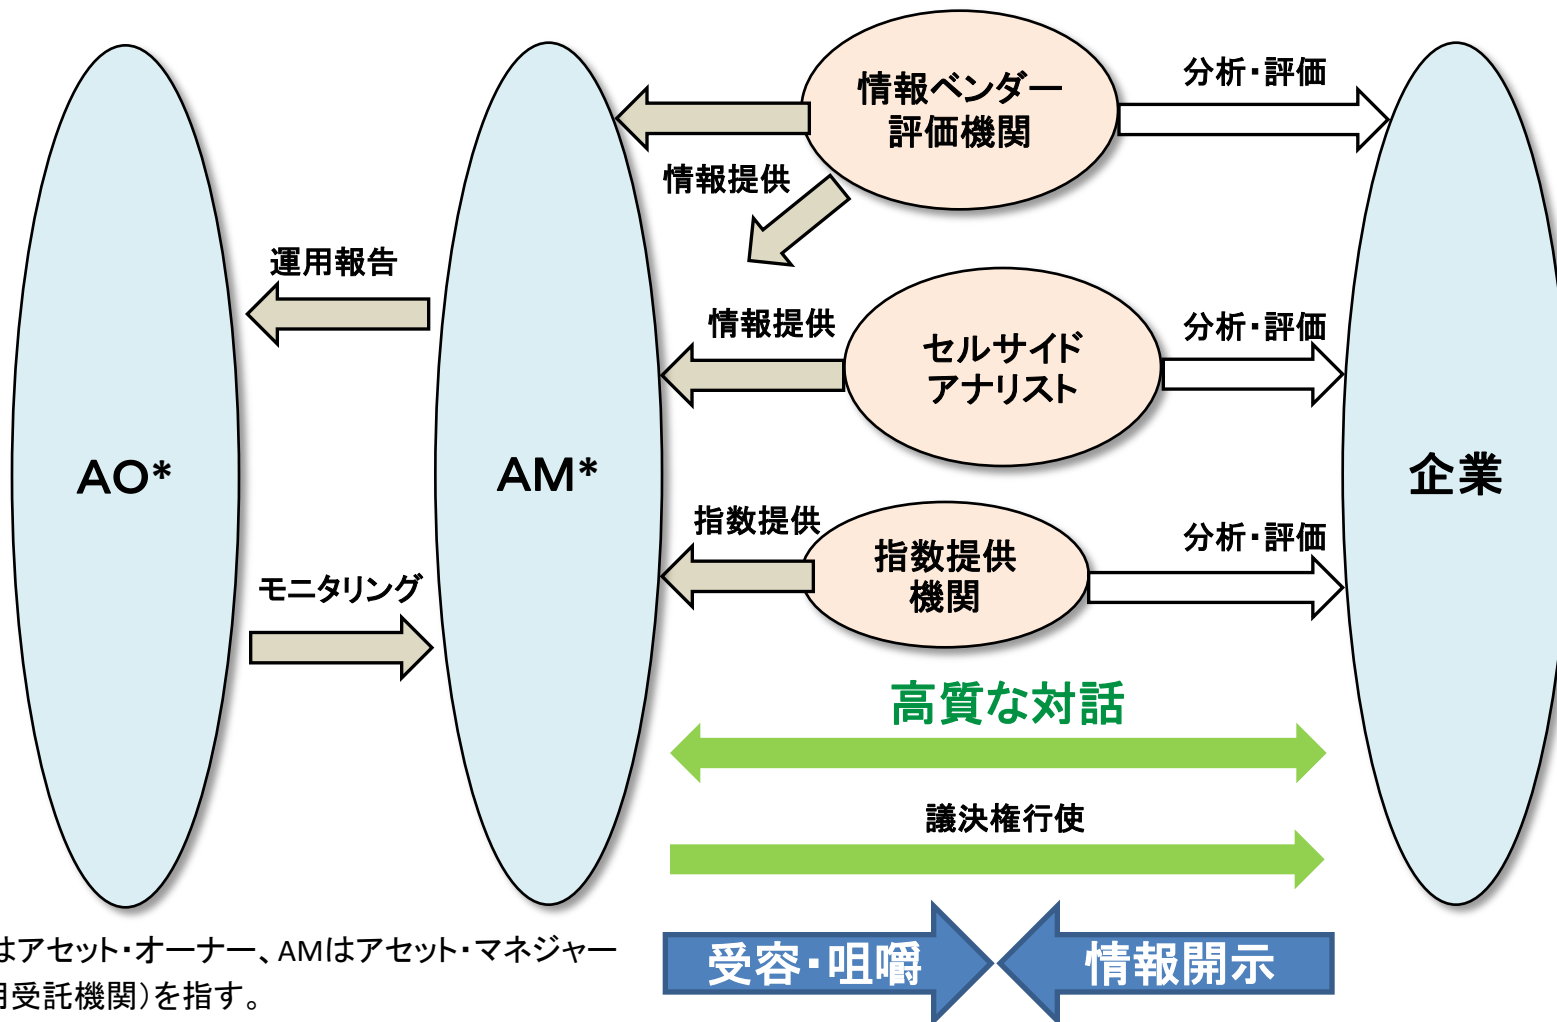 情報ベンダー
評価機関
分析・評価
情報提供
運用報告
情報提供
セルサイド
アナリスト
分析・評価
AO*
AM*
企業
指数提供
指数提供
機関
分析・評価
モニタリング
高質な対話
議決権行使
受容・咀嚼
情報開示
はアセット・オーナー、AMはアセット・マネジャー
用受託機関)を指す。